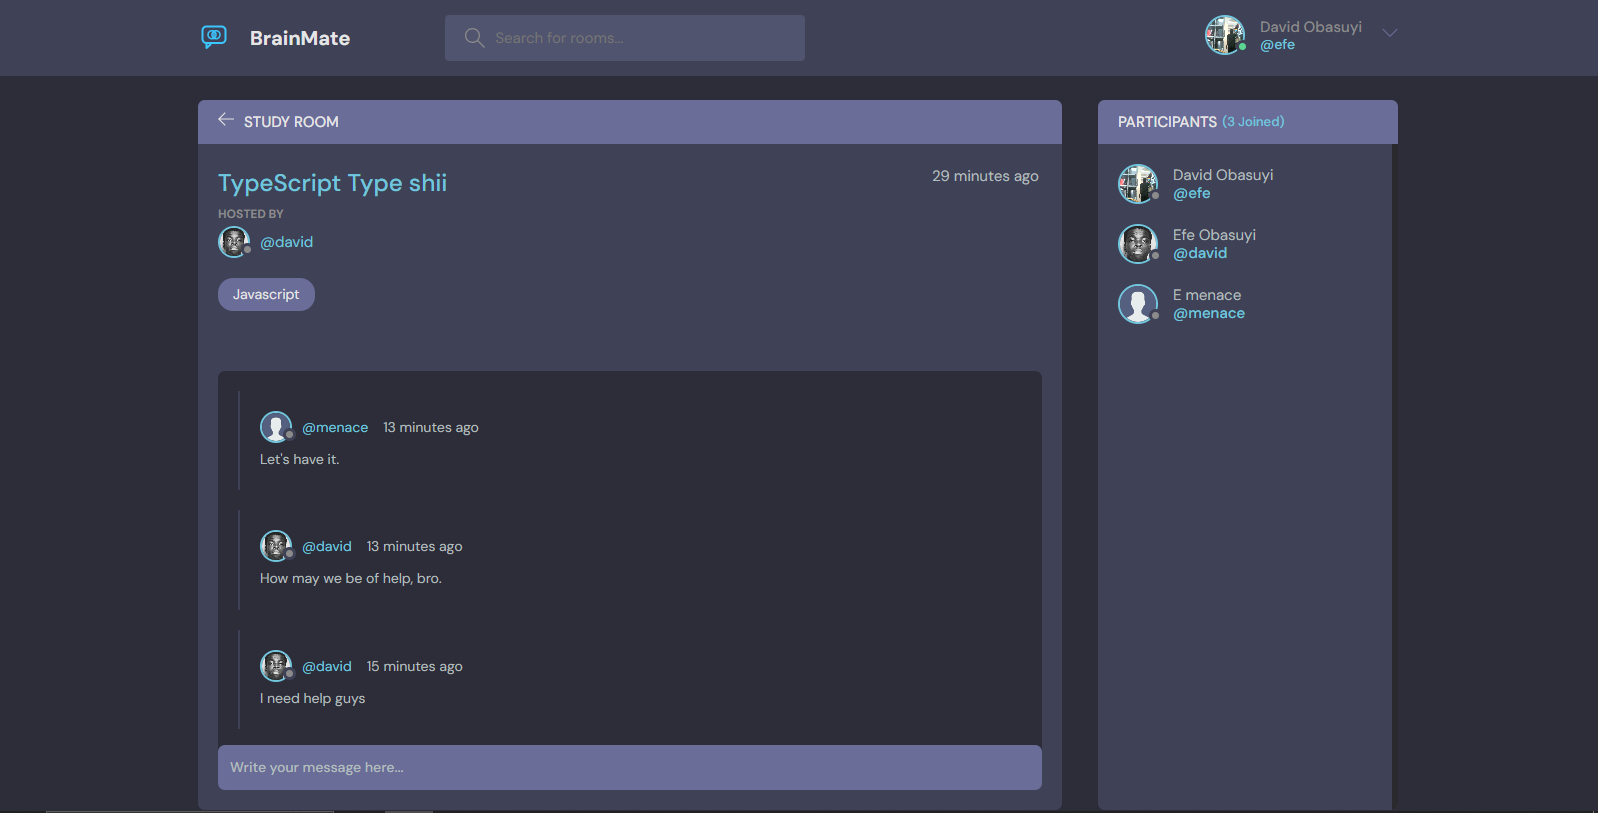 BrainMate
Search for rooms...
David Obasuyi
@efe
STUDY ROOM
TypeScript Type shii
29 minutes ago
HOSTED BY
@david
Javascript
@menace 13 minutes ago
Let's have it.
@david 13 minutes ago
How may we be of help, bro.
@david 15 minutes ago
I need help guys
Write your message here...
PARTICIPANTS (3 Joined)
David Obasuyi
@efe
Efe Obasuyi
@david
E menace
@menace